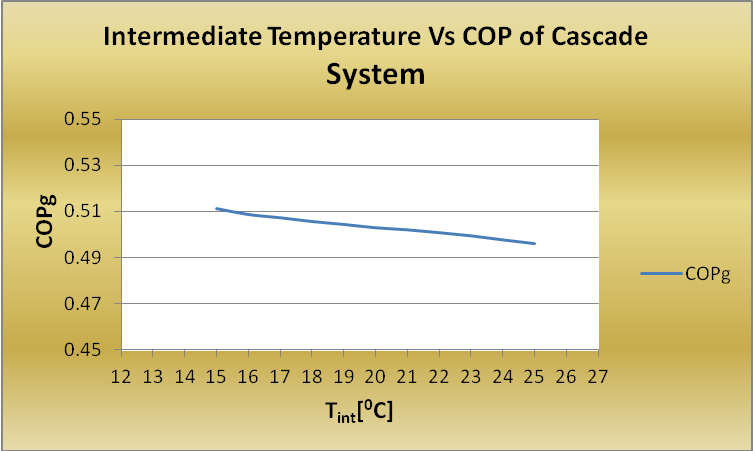 Intermediate Temperature Vs COP of Cascade
System
0.55
0.53
0.51
0.49
0.47
0.45
COPg
12 13 14 15 16 17 18 19 20 21 22 23 24 25 26 27
Tint[⁰C]
COPg